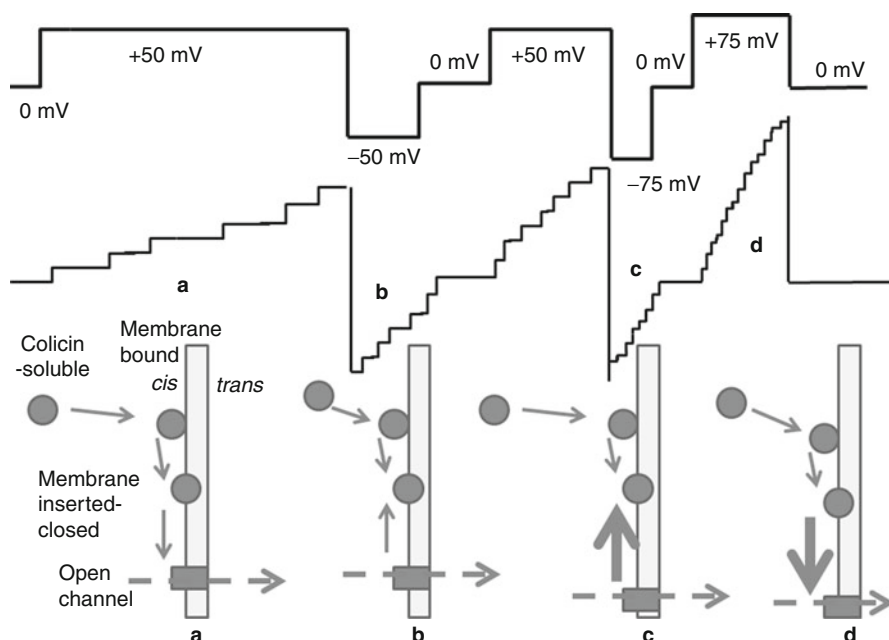 +50 mV
0 mV
−50 mV
0 mV
+50 mV
0 mV
−75 mV
+75 mV
0 mV
a
b
c
d
Colicin
-soluble
Membrane
bound
cis
trans
Membrane
inserted-
closed
Open
channel
a
b
c
d